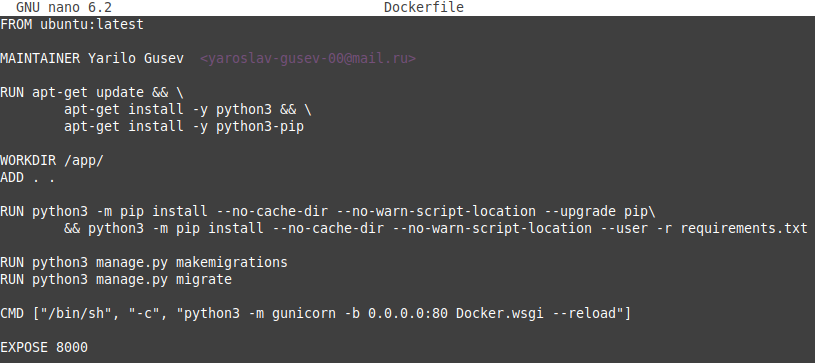 GNU nano 6.2 Dockerfile
FROM ubuntu:latest
MAINTAINER Yarilo Gusev <yaroslav-gusev-00@mail.ru>
RUN apt-get update && \
apt-get install -y python3 && \
apt-get install -y python3-pip
WORKDIR /app/
ADD . .
RUN python3 -m pip install --no-cache-dir --no-warn-script-location --upgrade pip\
&& python3 -m pip install --no-cache-dir --no-warn-script-location --user -r requirements.txt
RUN python3 manage.py makemigrations
RUN python3 manage.py migrate
CMD ["/bin/sh", "-c", "python3 -m gunicorn -b 0.0.0.0:80 Docker.wsgi --reload"]
EXPOSE 8000